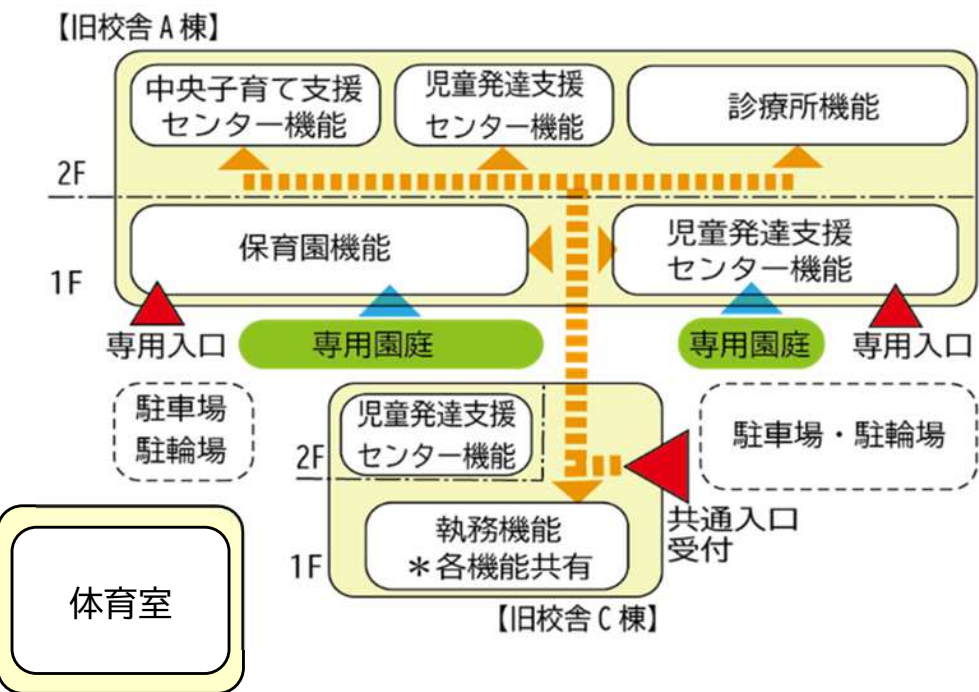 【旧校舎A棟】
中央子育て支援
センター機能
児童発達支援
センター機能
診療所機能
2F
保育園機能
児童発達支援
センター機能
1F
専用入口
専用園庭
専用園庭
専用入口
駐車場
駐輪場
児童発達支援
センター機能
2F
駐車場・駐輪場
共通入口
受付
執務機能
＊各機能共有
1F
【旧校舎C棟】
体育室